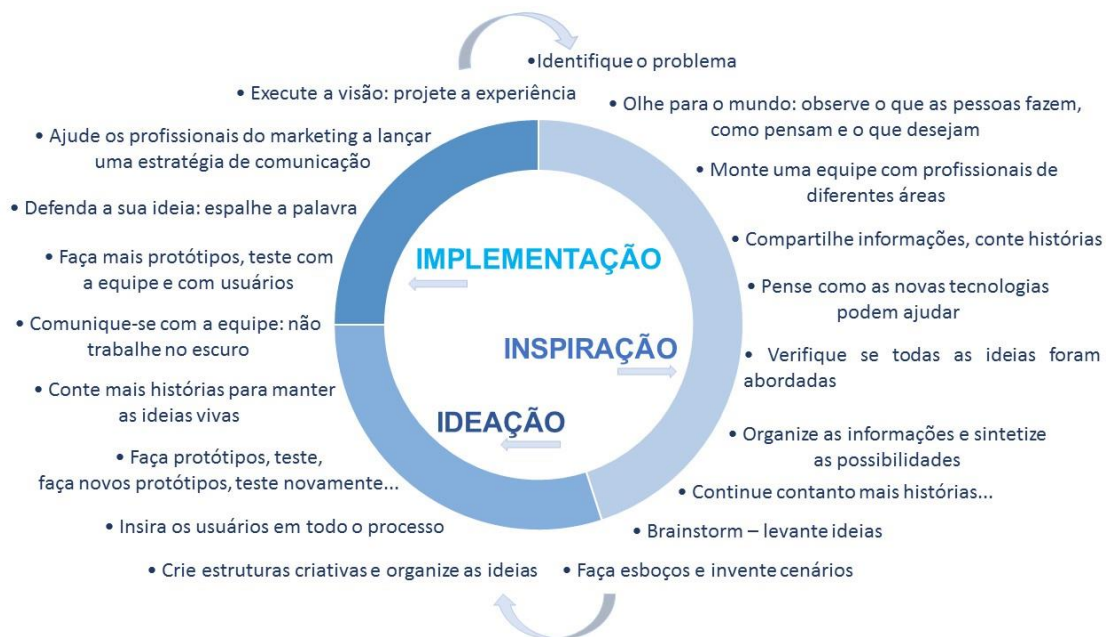 •Identifique o problema
• Olhe para o mundo: observe o que as pessoas fazem,
como pensam e o que desejam
• Monte uma equipe com profissionais de
diferentes áreas
• Compartilhe informações, conte histórias
• Pense como as novas tecnologias
podem ajudar
• Verifique se todas as ideias foram
abordadas
• Organize as informações e sintetize
as possibilidades
• Continue contanto mais histórias...
• Brainstorm – levante ideias
• Faça esboços e invente cenários
• Crie estruturas criativas e organize as ideias
• Insira os usuários em todo o processo
• Faça protótipos, teste,
faça novos protótipos, teste novamente...
• Conte mais histórias para manter
as ideias vivas
• Comunique-se com a equipe: não
trabalhe no escuro
• Faça mais protótipos, teste com
a equipe e com usuários
• Defenda a sua ideia: espalhe a palavra
• Ajude os profissionais do marketing a lançar
uma estratégia de comunicação
• Execute a visão: projete a experiência
IMPLEMENTAÇÃO
INSPIRAÇÃO
IDEAÇÃO